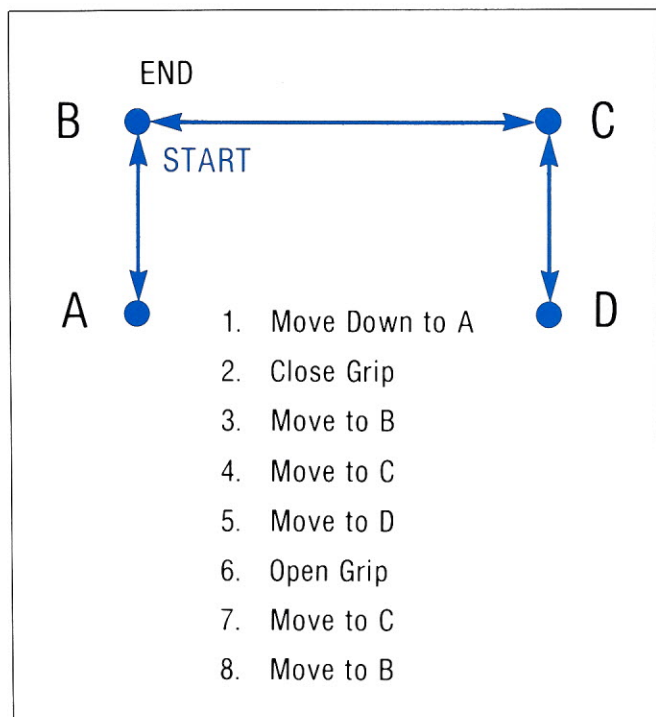 END
B
C
START
A
D
1. Move Down to A
2. Close Grip
3. Move to B
4. Move to C
5. Move to D
6. Open Grip
7. Move to C
8. Move to B